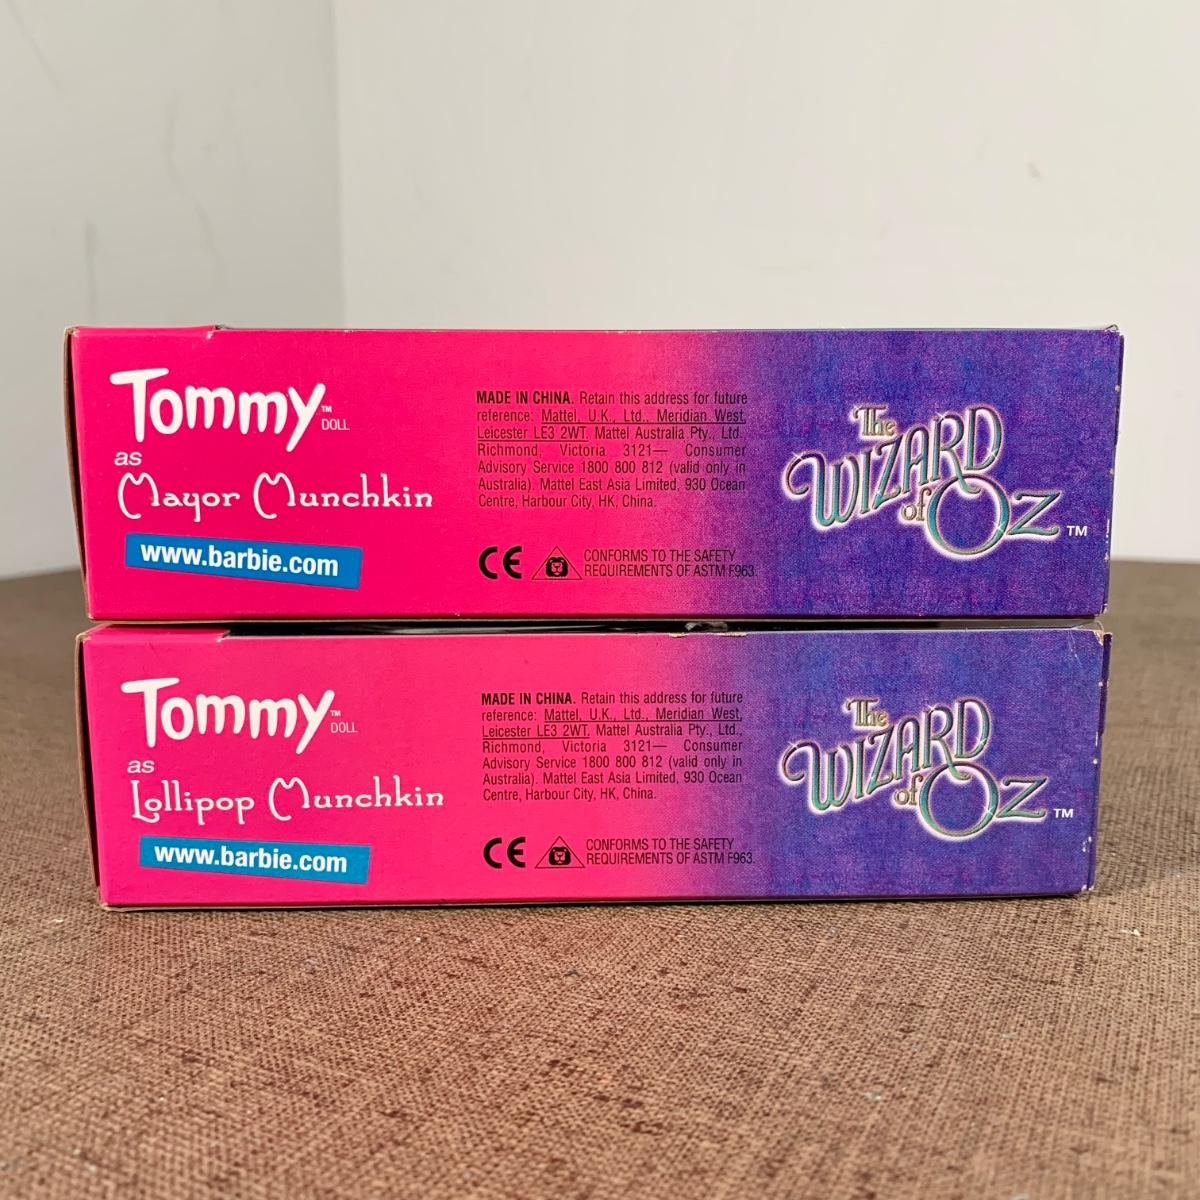 Tommy™ DOLL
as
Mayor Munchkin
www.barbie.com
MADE IN CHINA. Retain this address for future
reference: Mattel, U.K., Ltd., Meridian West,
Leicester LE3 2WT. Mattel Australia Pty., Ltd.,
Richmond, Victoria 3121— Consumer
Advisory Service 1800 800 812 (valid only in
Australia). Mattel East Asia Limited, 930 Ocean
Centre, Harbour City, HK, China.
CE
CONFORMS TO THE SAFETY
REQUIREMENTS OF ASTM F963.
The
WIZARD
of OZ™
Tommy™ DOLL
as
Lollipop Munchkin
www.barbie.com
MADE IN CHINA. Retain this address for future
reference: Mattel, U.K., Ltd., Meridian West,
Leicester LE3 2WT. Mattel Australia Pty., Ltd.,
Richmond, Victoria 3121— Consumer
Advisory Service 1800 800 812 (valid only in
Australia). Mattel East Asia Limited, 930 Ocean
Centre, Harbour City, HK, China.
CE
CONFORMS TO THE SAFETY
REQUIREMENTS OF ASTM F963.
The
WIZARD
of OZ™